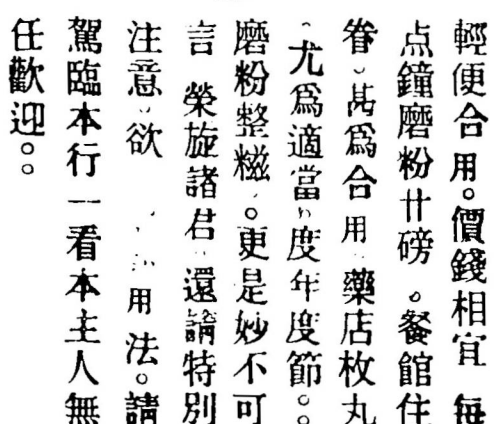 輕便合用。價錢相宜 每
点鐘磨粉廿磅 。餐館住
眷、甚爲合用 藥店枚丸
、尤爲適當、度年度節。。
磨粉整糍、。更是妙不可
言 榮旋諸君 還請特別
注意、欲 用法。請
駕臨本行一看本主人無
任歡迎。。